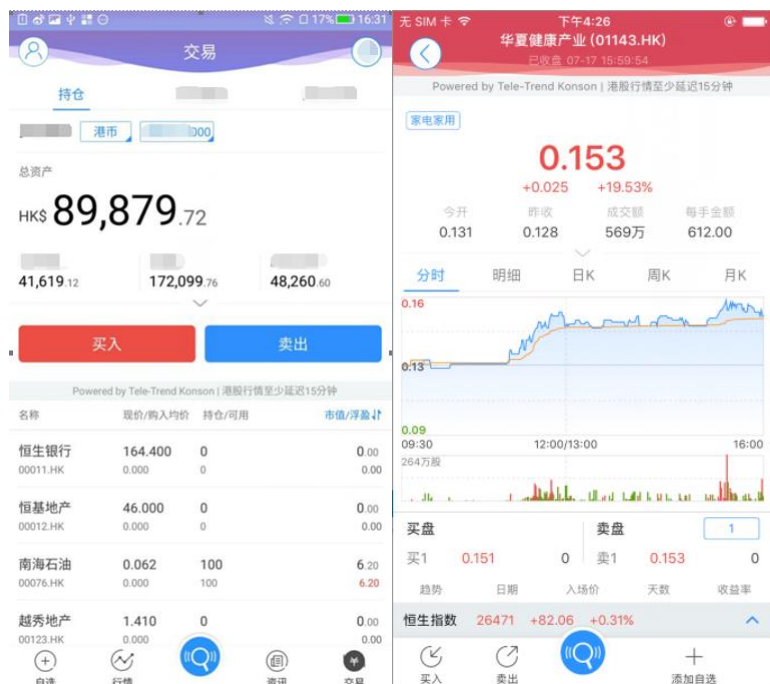 17% 16:31
交易
持仓
港币 000
总资产
HK$ 89,879.72
41,619.12 172,099.76 48,260.60
买入 卖出
Powered by Tele-Trend Konson | 港股行情至少延迟15分钟
名称 现价/购入均价 持仓/可用 市值/浮盈
恒生银行 164.400 0 0.00
00011.HK 0.000 0 0.00
恒基地产 46.000 0 0.00
00012.HK 0.000 0 0.00
南海石油 0.062 100 6.20
00076.HK 0.000 100 6.20
越秀地产 1.410 0 0.00
00123.HK 0.000 0.00
自选 行情 资讯 交易
无 SIM 卡 下午4:26
华夏健康产业 (01143.HK)
已收盘 07-17 15:59:54
Powered by Tele-Trend Konson | 港股行情至少延迟15分钟
家电家用
0.153
+0.025 +19.53%
今开 昨收 成交额 每手金额
0.131 0.128 569万 612.00
分时 明细 日K 周K 月K
0.16
0.13
0.09
09:30 12:00/13:00 16:00
264万股
买盘 卖盘 1
买1 0.151 0 卖1 0.153 0
趋势 日期 入场价 天数 收益率
恒生指数 26471 +82.06 +0.31%
买入 卖出 添加自选